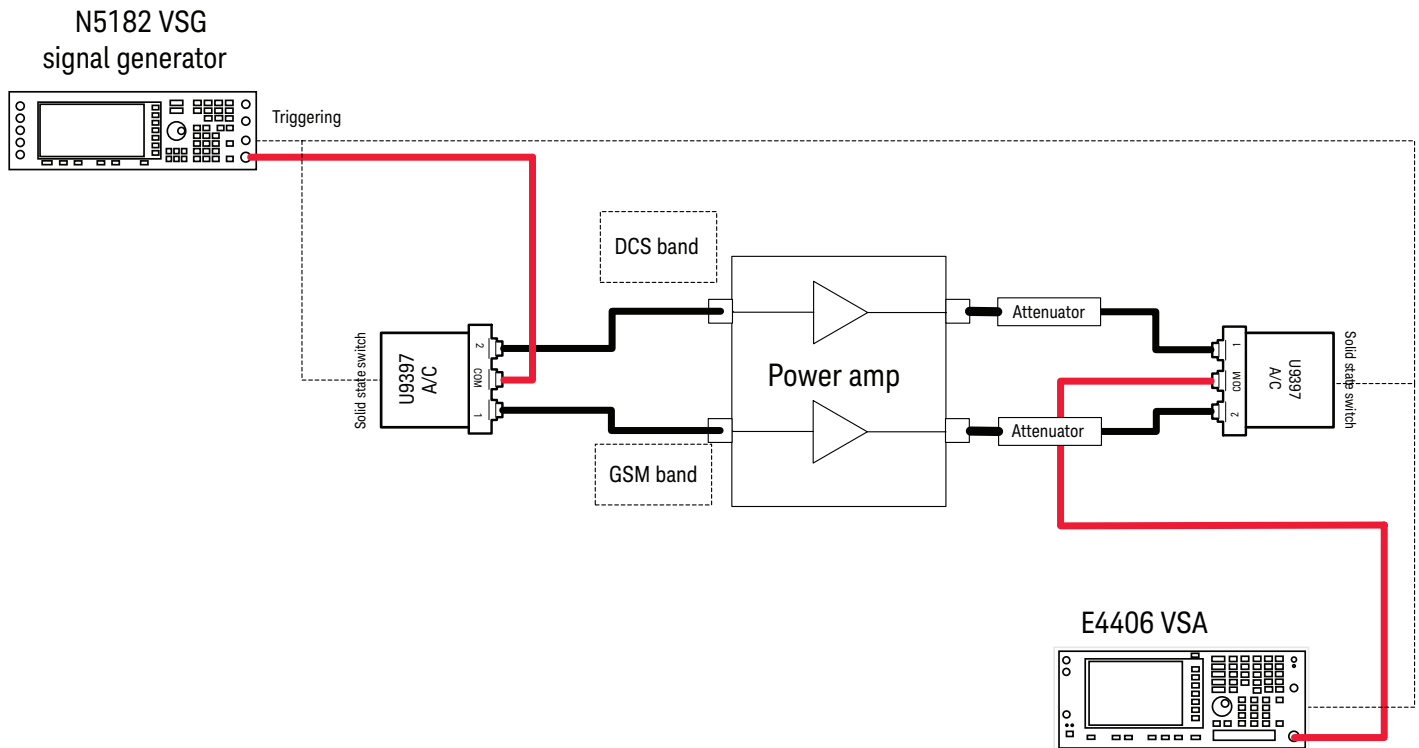 N5182 VSG
signal generator
Triggering
DCS band
Attenuator
Solid state switch
U9397
A/C
2
COM
1
Power amp
1
COM
2
U9397
A/C
Solid state switch
GSM band
Attenuator
E4406 VSA